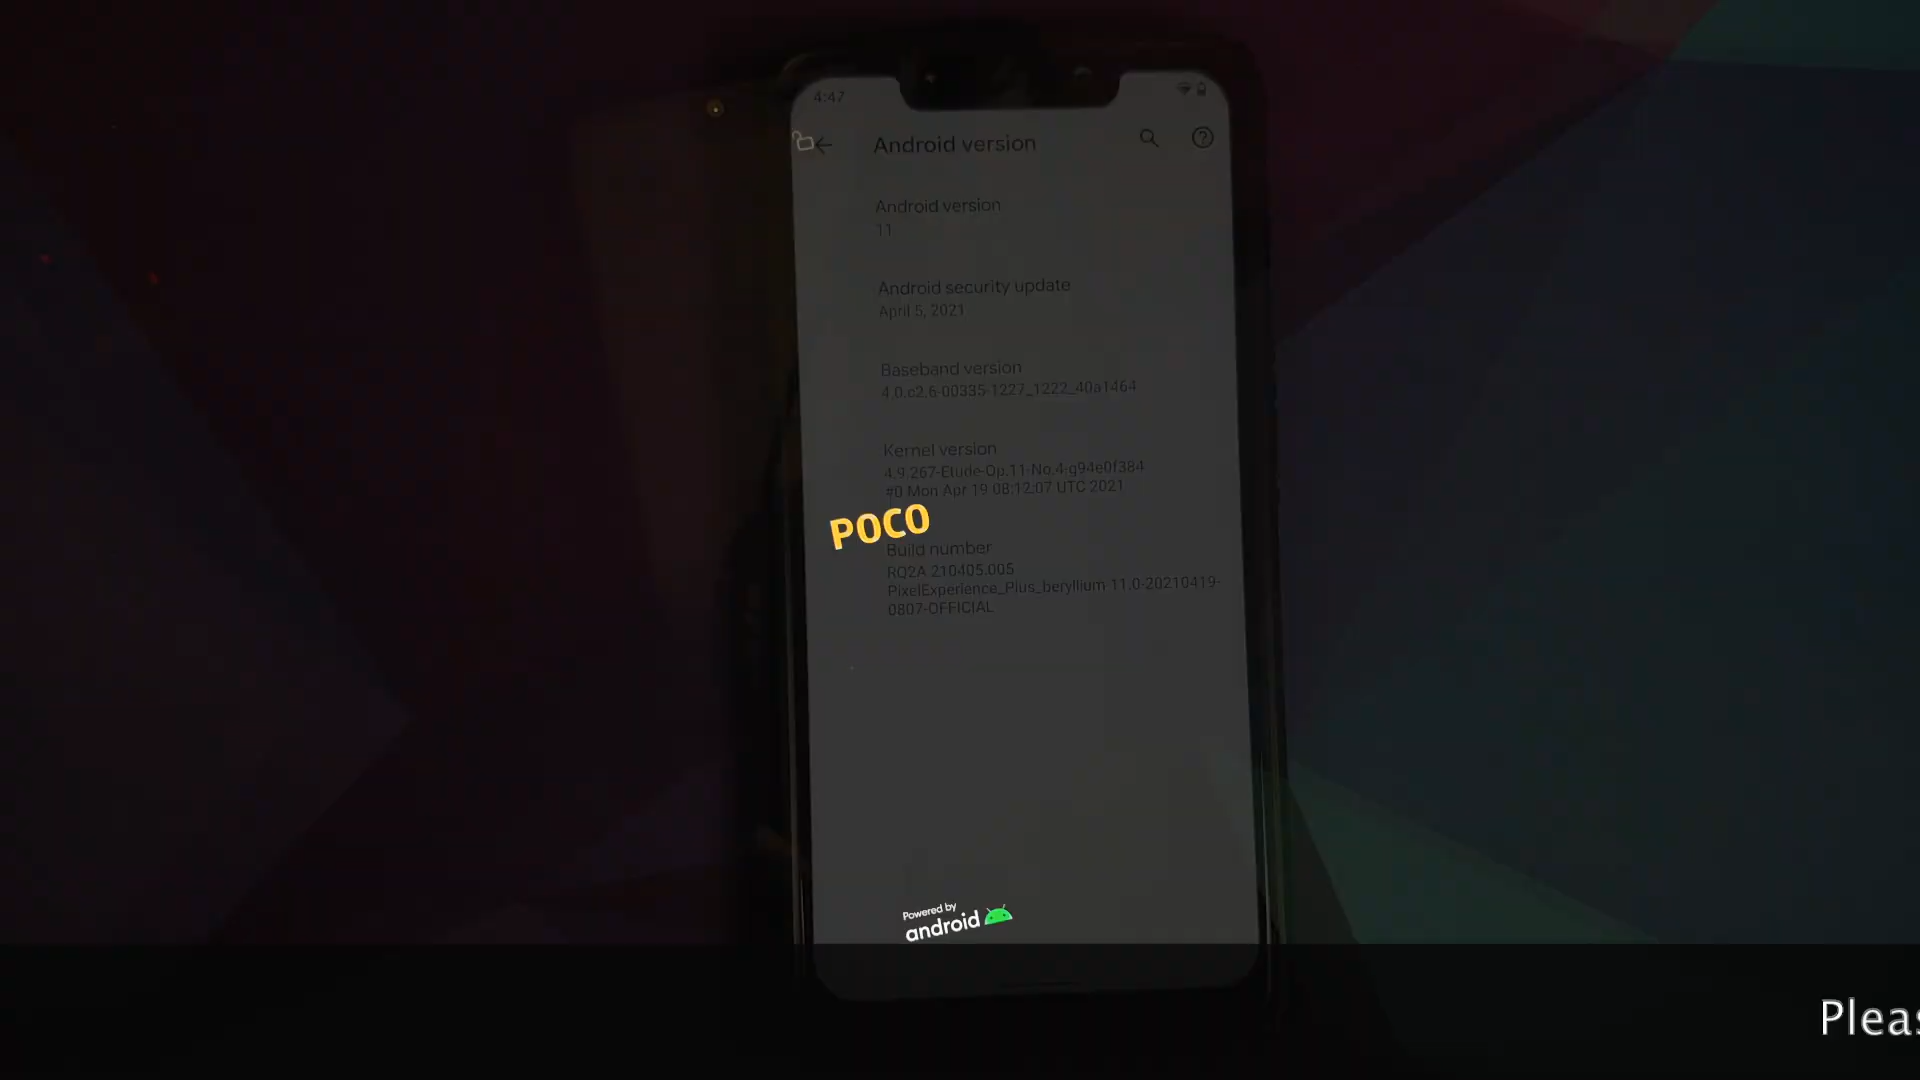 4:47
Android version
Android version
11
Android security update
April 5, 2021
Baseband version
4.0.c2.6-00335-1227_1222_40a1464
Kernel version
4.9.267-Etude-Op.11-No.4-g94e0f384
#0 Mon Apr 19 08:12:07 UTC 2021
POCO
Build number
RQ2A.210405.005
PixelExperience_Plus_beryllium-11.0-20210419-
0807-OFFICIAL
Powered by
android
Pleas